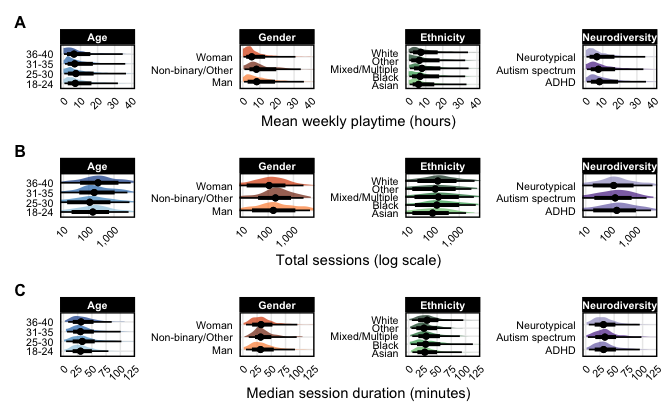 A
Age
Gender
Ethnicity
Neurodiversity
36-40
31-35
25-30
18-24
Woman
Non-binary/Other
Man
White
Other
Mixed/Multiple
Black
Asian
Neurotypical
Autism spectrum
ADHD
0 10 20 30 40
0 10 20 30 40
0 10 20 30 40
0 10 20 30 40
Mean weekly playtime (hours)
B
Age
Gender
Ethnicity
Neurodiversity
36-40
31-35
25-30
18-24
Woman
Non-binary/Other
Man
White
Other
Mixed/Multiple
Black
Asian
Neurotypical
Autism spectrum
ADHD
10 100 1,000
10 100 1,000
10 100 1,000
10 100 1,000
Total sessions (log scale)
C
Age
Gender
Ethnicity
Neurodiversity
36-40
31-35
25-30
18-24
Woman
Non-binary/Other
Man
White
Other
Mixed/Multiple
Black
Asian
Neurotypical
Autism spectrum
ADHD
0 25 50 75 100 125
0 25 50 75 100 125
0 25 50 75 100 125
0 25 50 75 100 125
Median session duration (minutes)